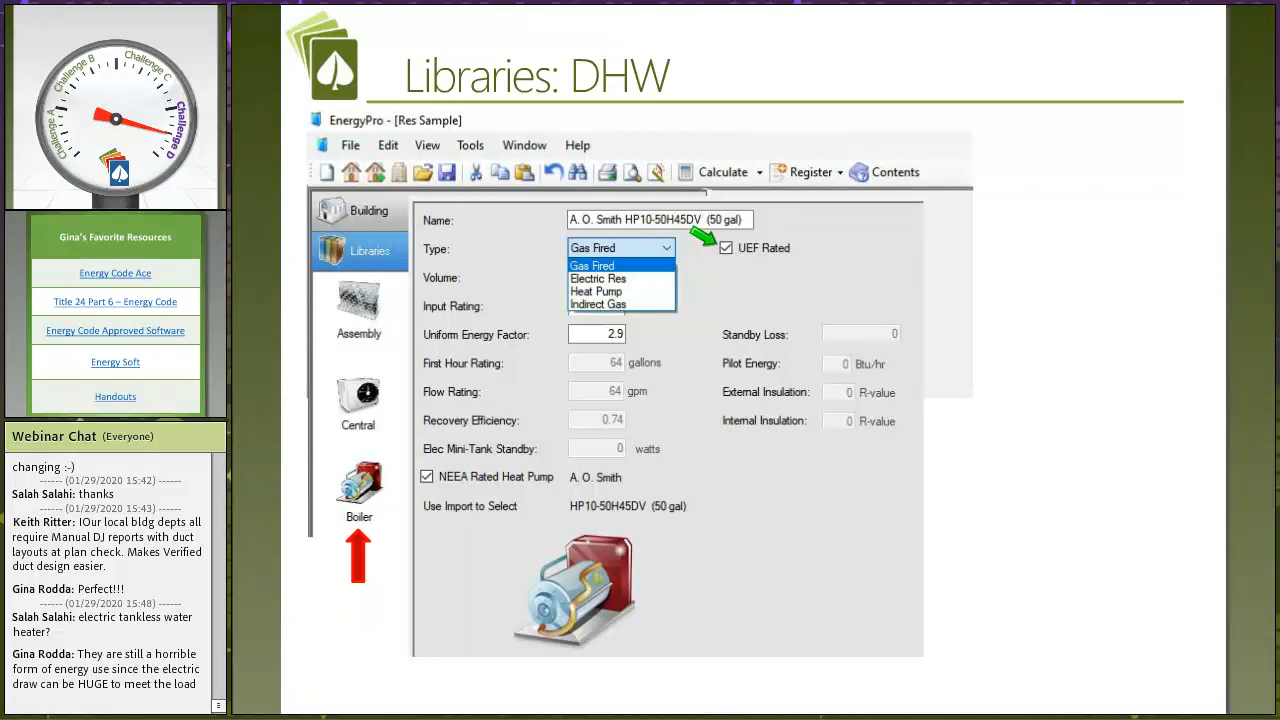 Challenge A
Challenge B
Challenge C
Challenge D
Gina's Favorite Resources
Energy Code Ace
Title 24 Part 6 – Energy Code
Energy Code Approved Software
Energy Soft
Handouts
Webinar Chat (Everyone)
changing :-)
------ (01/29/2020 15:42) ------
Salah Salahi: thanks
------ (01/29/2020 15:43) ------
Keith Ritter: IOur local bldg depts all
require Manual DJ reports with duct
layouts at plan check. Makes Verified
duct design easier.
Gina Rodda: Perfect!!!
------ (01/29/2020 15:48) ------
Salah Salahi: electric tankless water
heater?
Gina Rodda: They are still a horrible
form of energy use since the electric
draw can be HUGE to meet the load
Libraries: DHW
EnergyPro - [Res Sample]
File Edit View Tools Window Help
Calculate Register Contents
Building
Libraries
Assembly
Central
Boiler
Name: A. O. Smith HP10-50H45DV (50 gal)
Type: Gas Fired UEF Rated
Gas Fired
Electric Res
Heat Pump
Indirect Gas
Volume:
Input Rating:
Uniform Energy Factor: 2.9 Standby Loss: 0
First Hour Rating: 64 gallons Pilot Energy: 0 Btu/hr
Flow Rating: 64 gpm External Insulation: 0 R-value
Recovery Efficiency: 0.74 Internal Insulation: 0 R-value
Elec Mini-Tank Standby: 0 watts
NEEA Rated Heat Pump A. O. Smith
Use Import to Select HP10-50H45DV (50 gal)